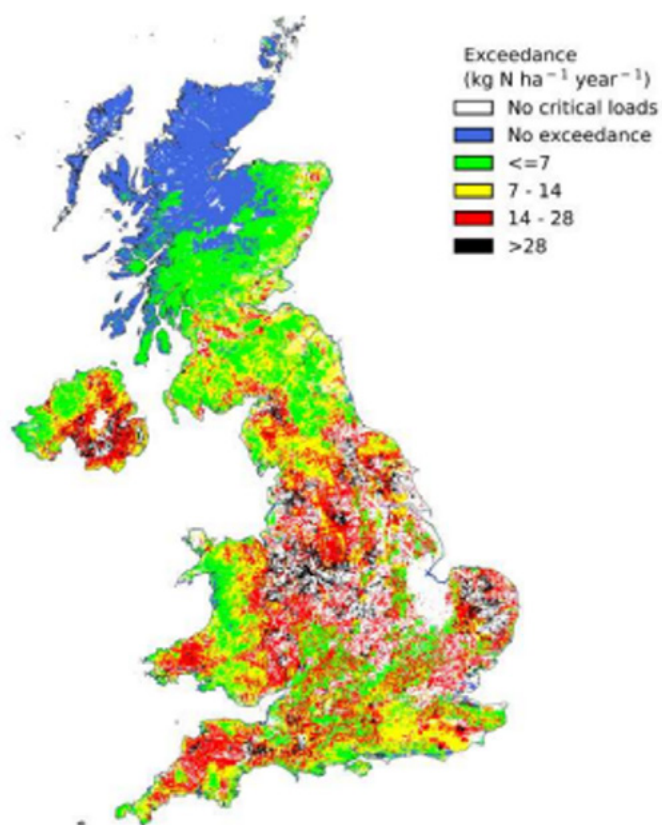 Exceedance
(kg N ha⁻¹ year⁻¹)
No critical loads
No exceedance
<=7
7 - 14
14 - 28
>28